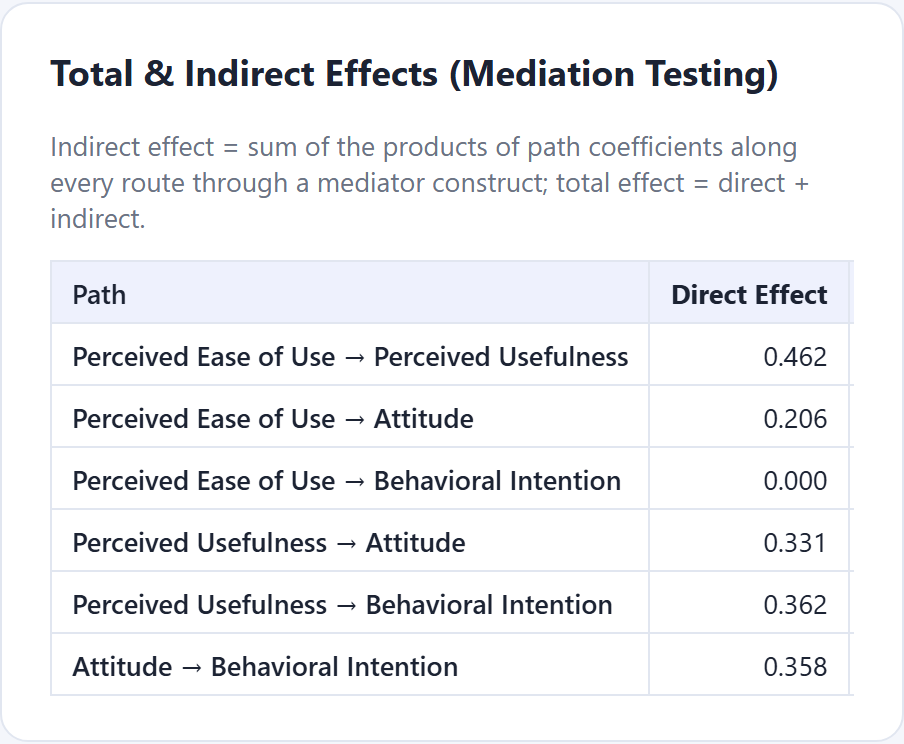 Total & Indirect Effects (Mediation Testing)
Indirect effect = sum of the products of path coefficients along
every route through a mediator construct; total effect = direct +
indirect.
Path Direct Effect
Perceived Ease of Use → Perceived Usefulness 0.462
Perceived Ease of Use → Attitude 0.206
Perceived Ease of Use → Behavioral Intention 0.000
Perceived Usefulness → Attitude 0.331
Perceived Usefulness → Behavioral Intention 0.362
Attitude → Behavioral Intention 0.358